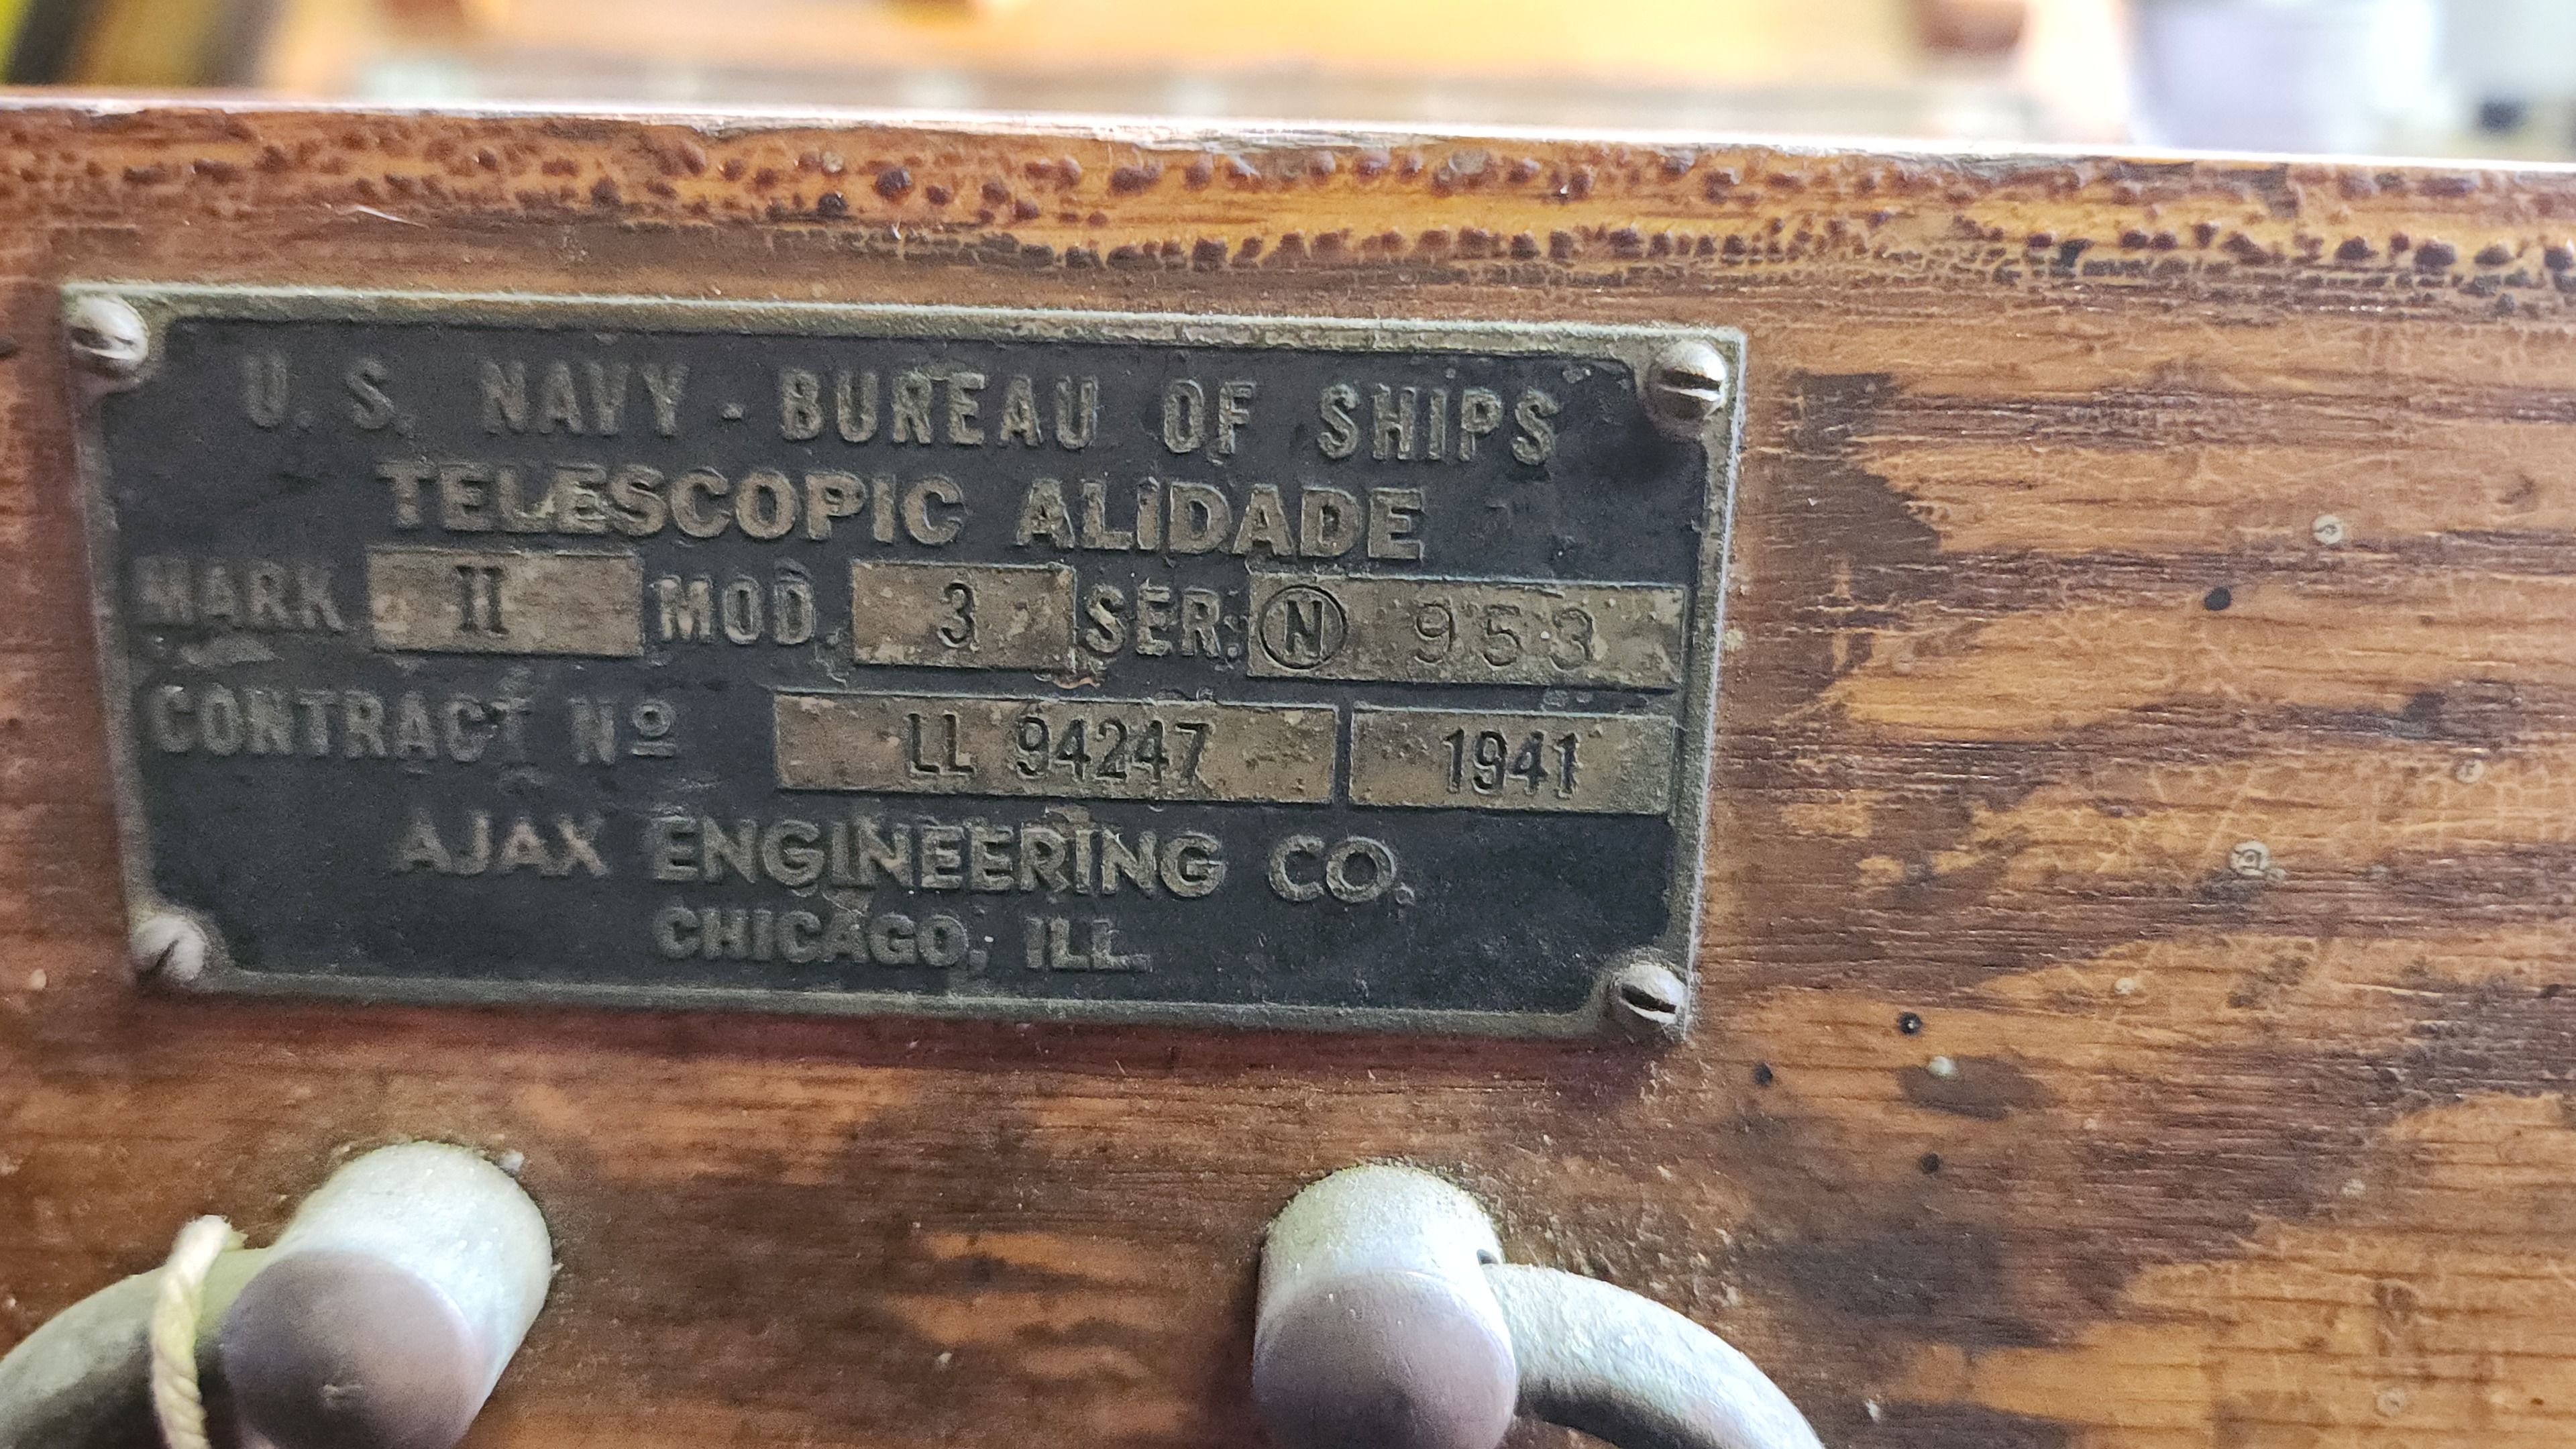 U. S. NAVY - BUREAU OF SHIPS
TELESCOPIC ALIDADE
MARK II MOD. 3 SER. Ⓝ 953
CONTRACT Nº LL 94247 1941
AJAX ENGINEERING CO.
CHICAGO, ILL.